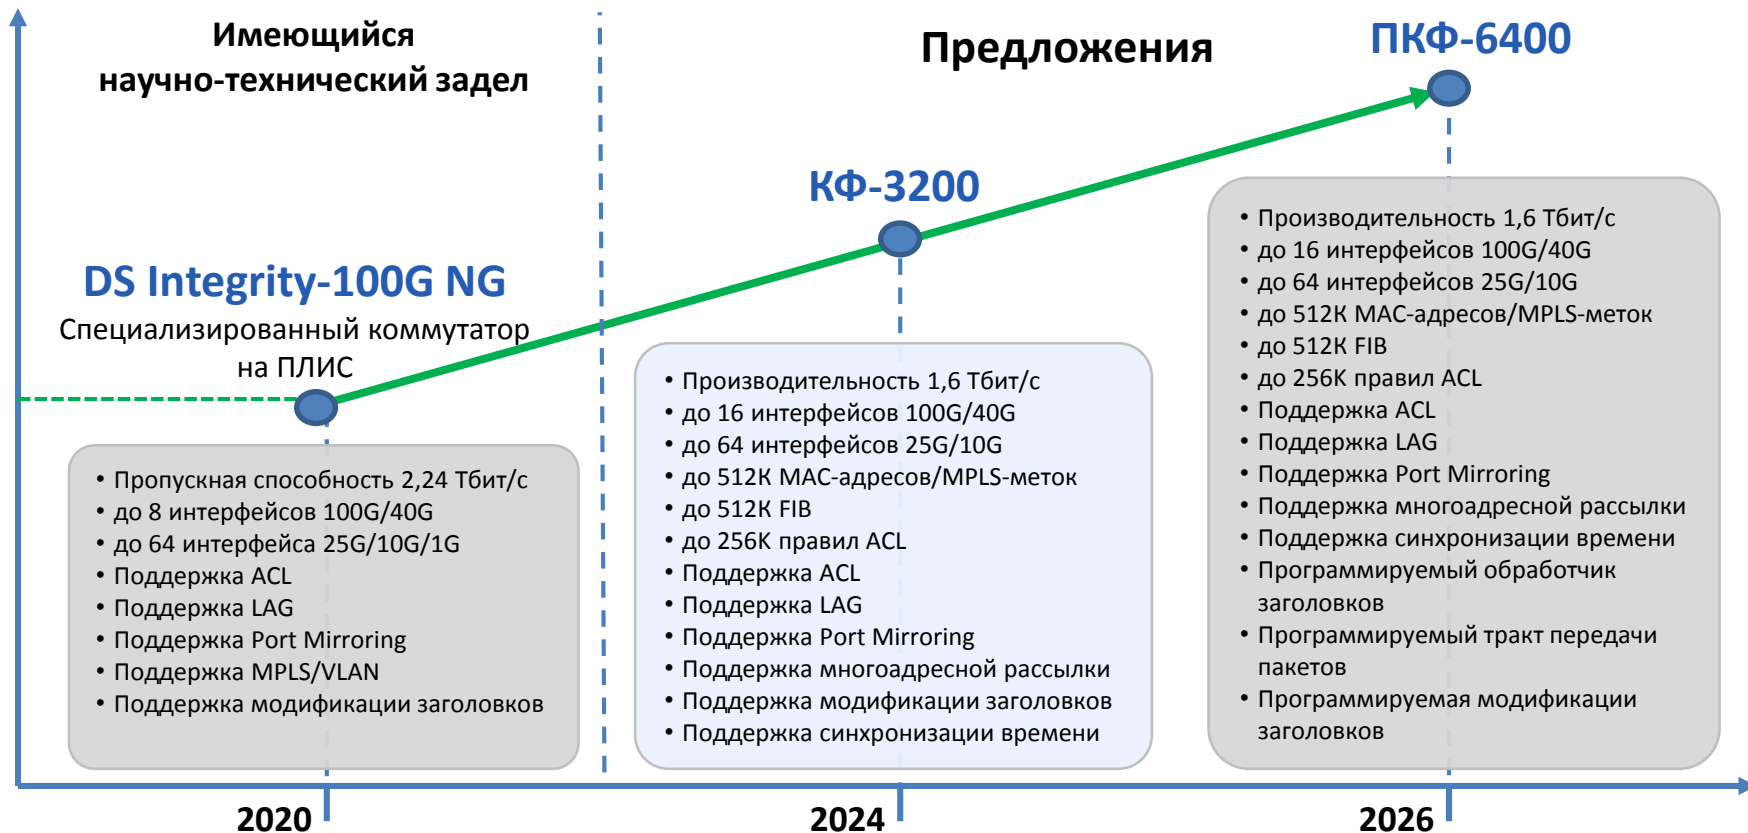 Имеющийся
научно-технический задел
Предложения
DS Integrity-100G NG
Специализированный коммутатор
на ПЛИС
• Пропускная способность 2,24 Тбит/с
• до 8 интерфейсов 100G/40G
• до 64 интерфейса 25G/10G/1G
• Поддержка ACL
• Поддержка LAG
• Поддержка Port Mirroring
• Поддержка MPLS/VLAN
• Поддержка модификации заголовков
КФ-3200
• Производительность 1,6 Тбит/с
• до 16 интерфейсов 100G/40G
• до 64 интерфейсов 25G/10G
• до 512К MAC-адресов/MPLS-меток
• до 512К FIB
• до 256К правил ACL
• Поддержка ACL
• Поддержка LAG
• Поддержка Port Mirroring
• Поддержка многоадресной рассылки
• Поддержка модификации заголовков
• Поддержка синхронизации времени
ПКФ-6400
• Производительность 1,6 Тбит/с
• до 16 интерфейсов 100G/40G
• до 64 интерфейсов 25G/10G
• до 512К MAC-адресов/MPLS-меток
• до 512К FIB
• до 256К правил ACL
• Поддержка ACL
• Поддержка LAG
• Поддержка Port Mirroring
• Поддержка многоадресной рассылки
• Поддержка синхронизации времени
• Программируемый обработчик
заголовков
• Программируемый тракт передачи
пакетов
• Программируемая модификации
заголовков
2020
2024
2026